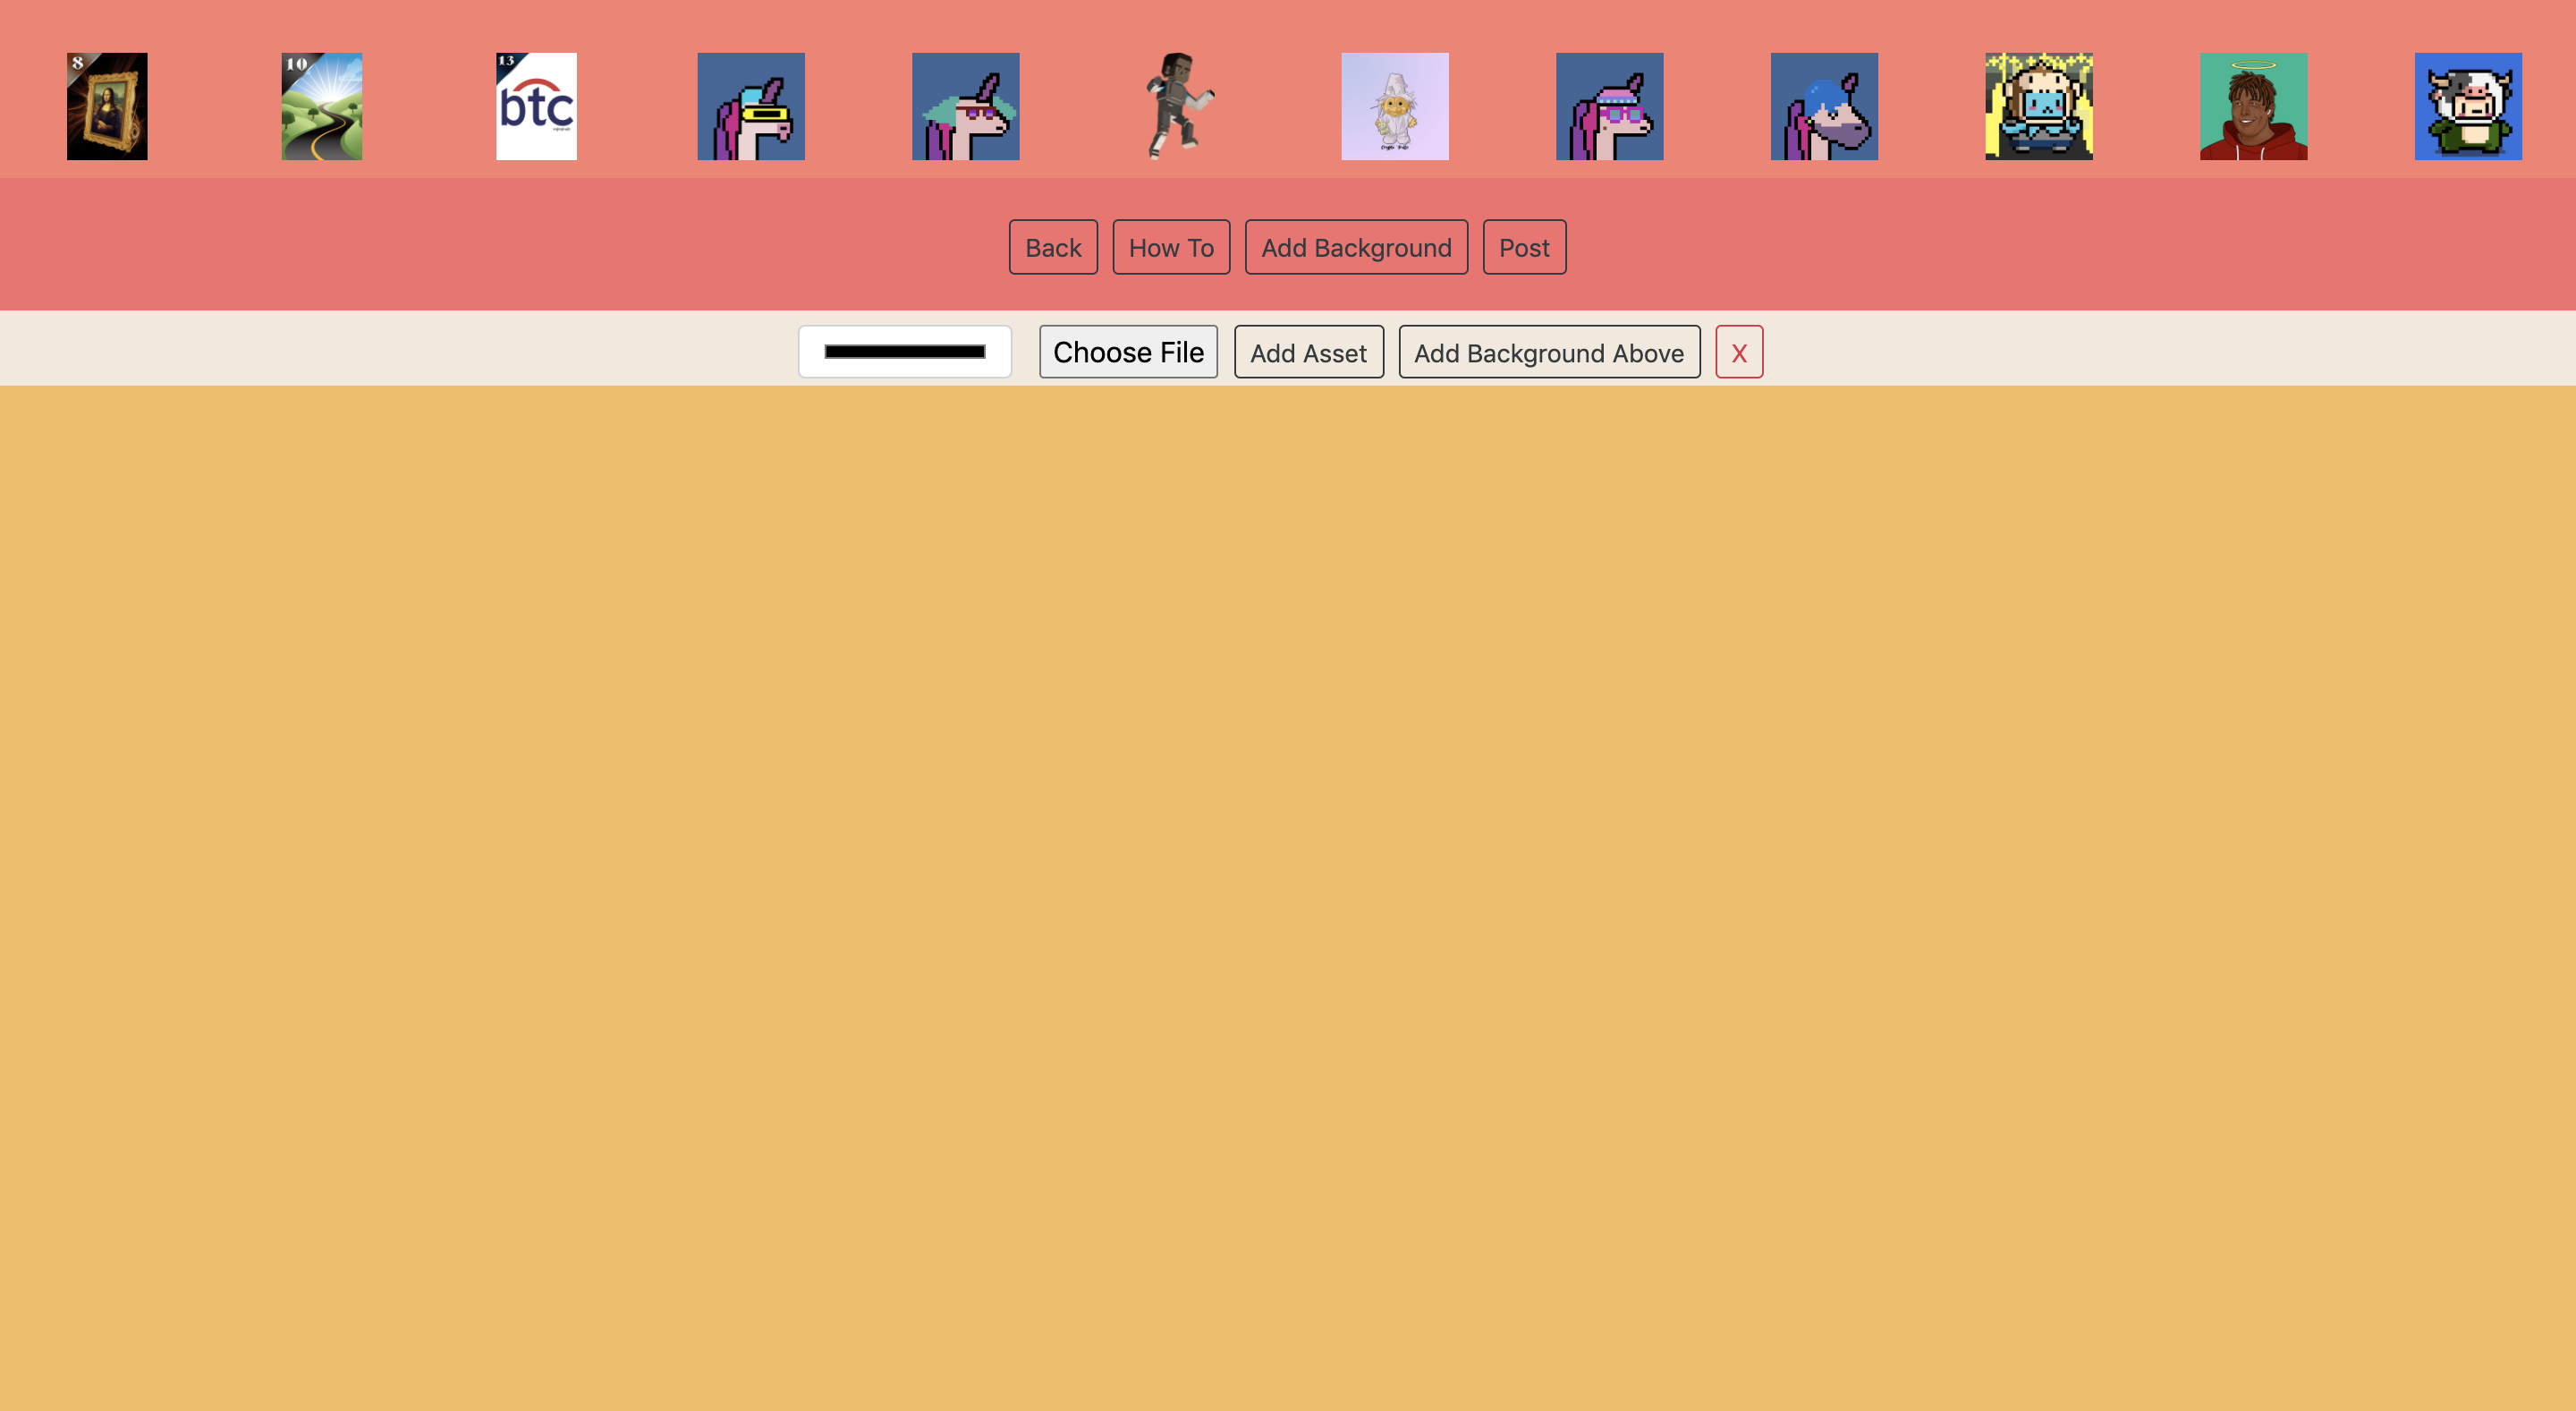 8
10
13
btc
Back
How To
Add Background
Post
Choose File
Add Asset
Add Background Above
X